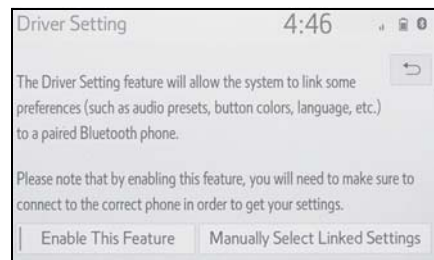 Driver Setting 4:46
The Driver Setting feature will allow the system to link some
preferences (such as audio presets, button colors, language, etc.)
to a paired Bluetooth phone.
Please note that by enabling this feature, you will need to make sure to
connect to the correct phone in order to get your settings.
Enable This Feature Manually Select Linked Settings